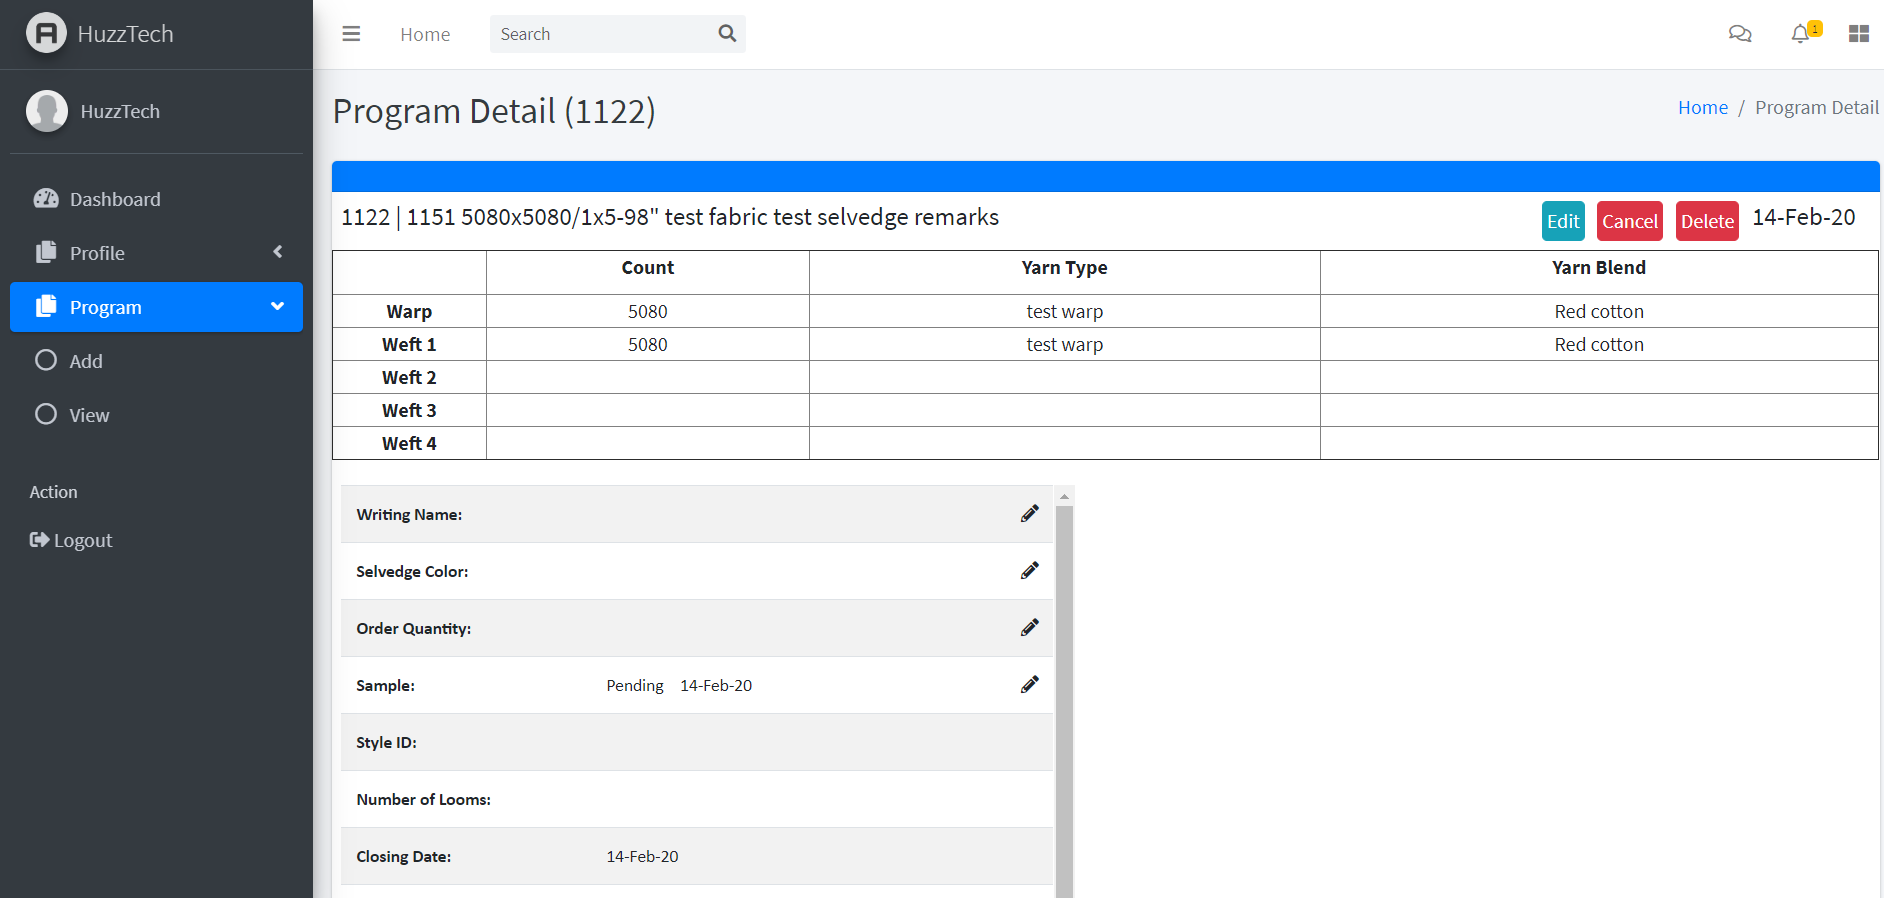 HuzzTech
Home
Search
1
HuzzTech
Dashboard
Profile
Program
Add
View
Action
Logout
Program Detail (1122)
Home / Program Detail
1122 | 1151 5080x5080/1x5-98" test fabric test selvedge remarks
Edit Cancel Delete 14-Feb-20
Count Yarn Type Yarn Blend
Warp 5080 test warp Red cotton
Weft 1 5080 test warp Red cotton
Weft 2
Weft 3
Weft 4
Writing Name:
Selvedge Color:
Order Quantity:
Sample: Pending 14-Feb-20
Style ID:
Number of Looms:
Closing Date: 14-Feb-20